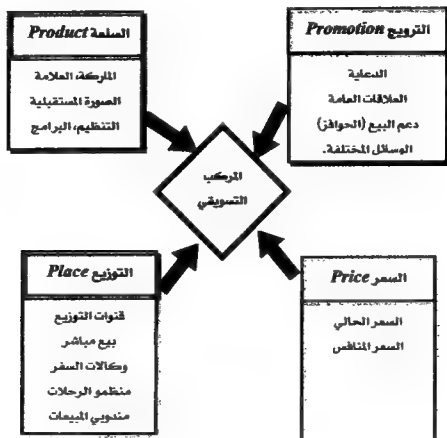 الترويج Promotion
الدعلية
العلاقات العامة
دعم البيع (الحوافز)
الوسائل المختلفة.
السلعة Product
الماركة، العلامة
الصورة المستقبلية
التنظيم، البرامج
المركب
التسويقي
السعر Price
السعر الحالي
السعر المنافس
التوزيع Place
قنوات التوزيع
بيع مباشر
وكالات السفر
منظمو الرحلات
مندوبي المبيعات